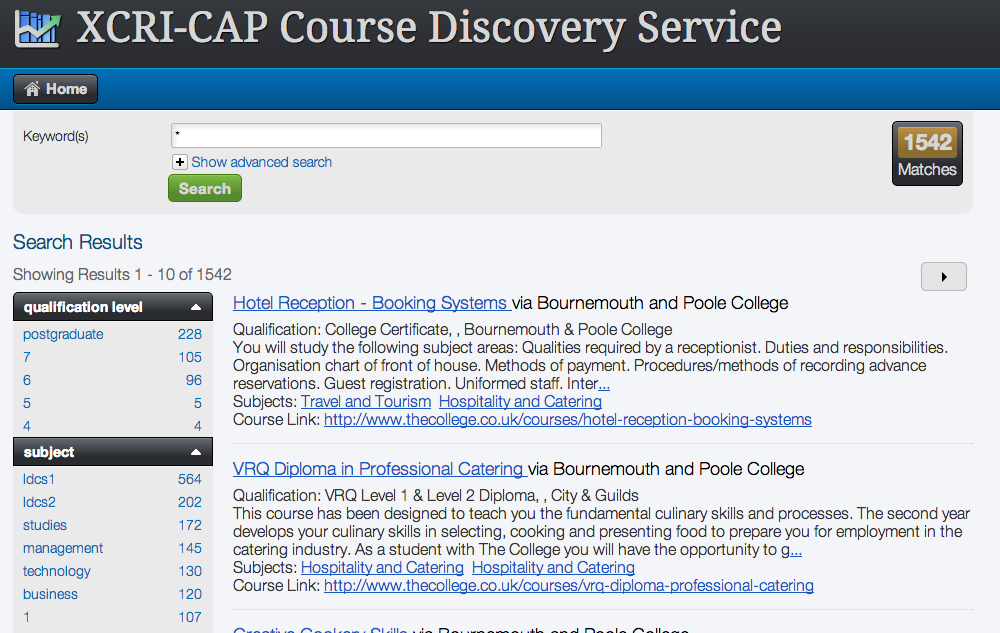 XCRI-CAP Course Discovery Service
Home
Keyword(s)
*
Show advanced search
Search
1542
Matches
Search Results
Showing Results 1 - 10 of 1542
qualification level
postgraduate 228
7 105
6 96
5 5
4 4
subject
ldcs1 564
ldcs2 202
studies 172
management 145
technology 130
business 120
1 107
Hotel Reception - Booking Systems via Bournemouth and Poole College
Qualification: College Certificate, , Bournemouth & Poole College
You will study the following subject areas: Qualities required by a receptionist. Duties and responsibilities.
Organisation chart of front of house. Methods of payment. Procedures/methods of recording advance
reservations. Guest registration. Uniformed staff. Inter...
Subjects: Travel and Tourism Hospitality and Catering
Course Link: http://www.thecollege.co.uk/courses/hotel-reception-booking-systems
VRQ Diploma in Professional Catering via Bournemouth and Poole College
Qualification: VRQ Level 1 & Level 2 Diploma, , City & Guilds
This course has been designed to teach you the fundamental culinary skills and processes. The second year
develops your culinary skills in selecting, cooking and presenting food to prepare you for employment in the
catering industry. As a student with The College you will have the opportunity to g...
Subjects: Hospitality and Catering Hospitality and Catering
Course Link: http://www.thecollege.co.uk/courses/vrq-diploma-professional-catering
Creative Cookery Skills via Bournemouth and Poole College